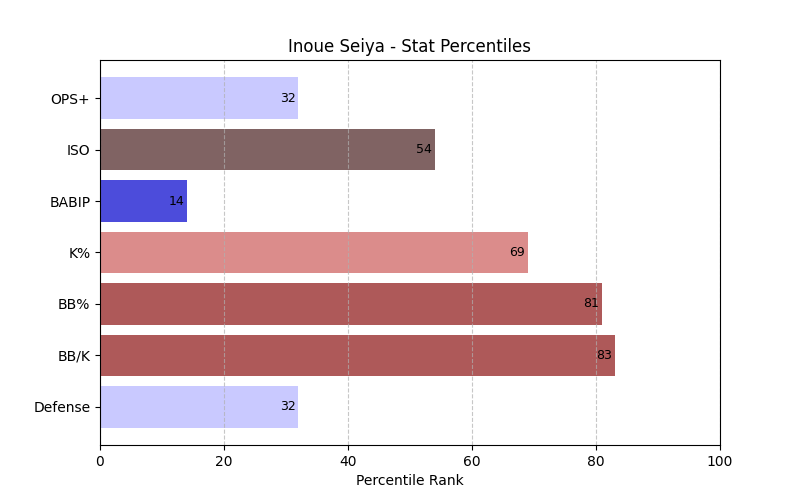 Inoue Seiya - Stat Percentiles
OPS+ 32
ISO 54
BABIP 14
K% 69
BB% 81
BB/K 83
Defense 32
0 20 40 60 80 100
Percentile Rank